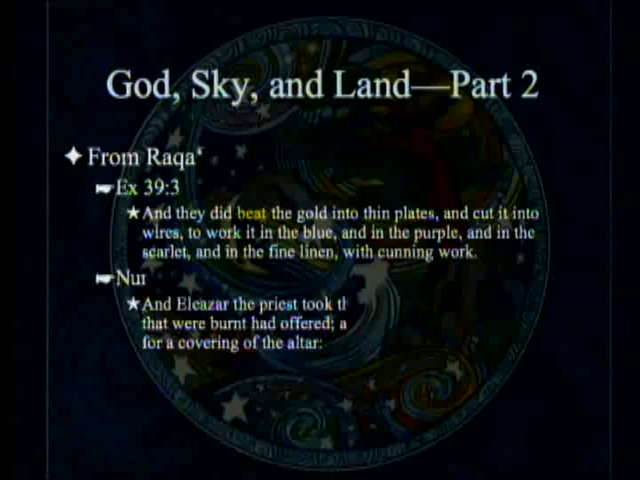 God, Sky, and Land—Part 2
From Raqa‘
Ex 39:3
And they did beat the gold into thin plates, and cut it into
wires, to work it in the blue, and in the purple, and in the
scarlet, and in the fine linen, with cunning work.
And Eleazar the priest took
that were burnt had offered;
for a covering of the altar: